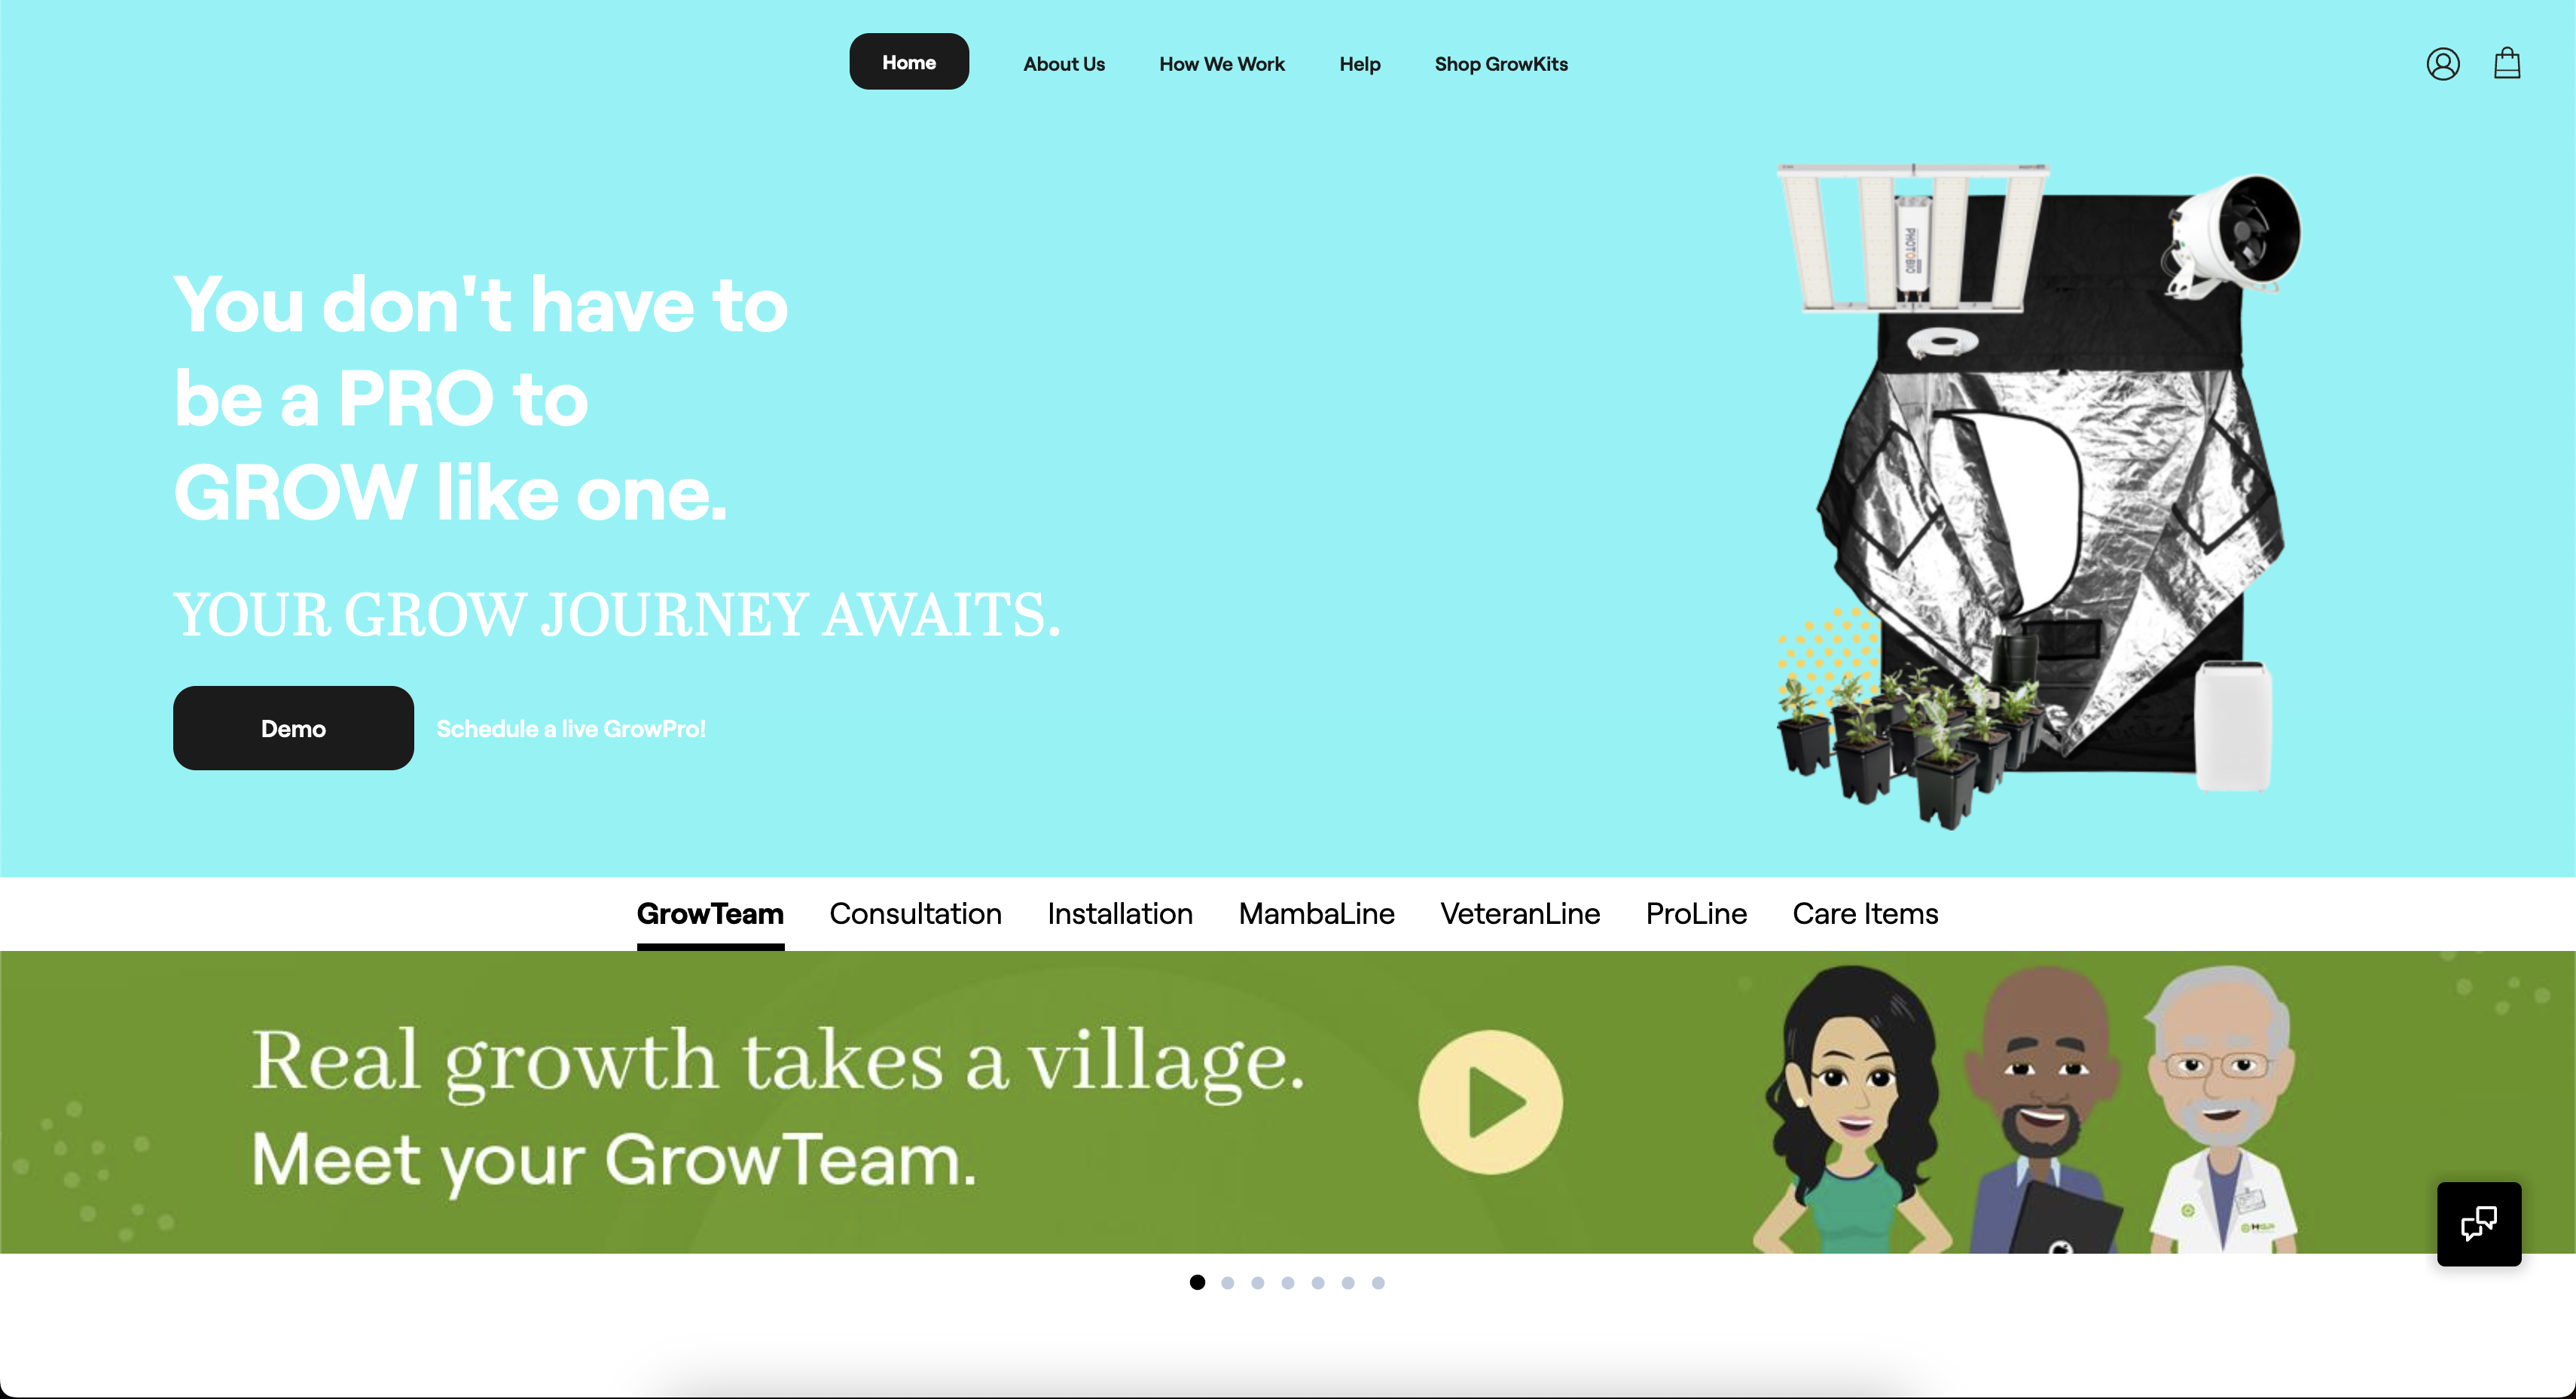 Home
About Us
How We Work
Help
Shop GrowKits
PHOTOBIO
You don't have to
be a PRO to
GROW like one.
YOUR GROW JOURNEY AWAITS.
Demo
Schedule a live GrowPro!
GrowTeam
Consultation
Installation
MambaLine
VeteranLine
ProLine
Care Items
Real growth takes a village.
Meet your GrowTeam.